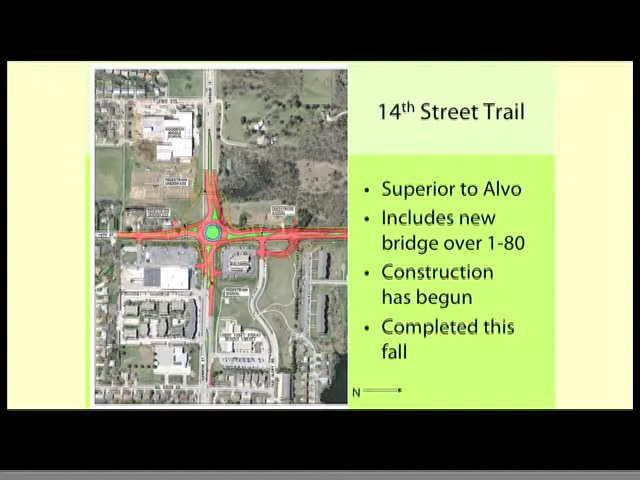 14th Street Trail
• Superior to Alvo
• Includes new
bridge over 1-80
• Construction
has begun
• Completed this
fall
N